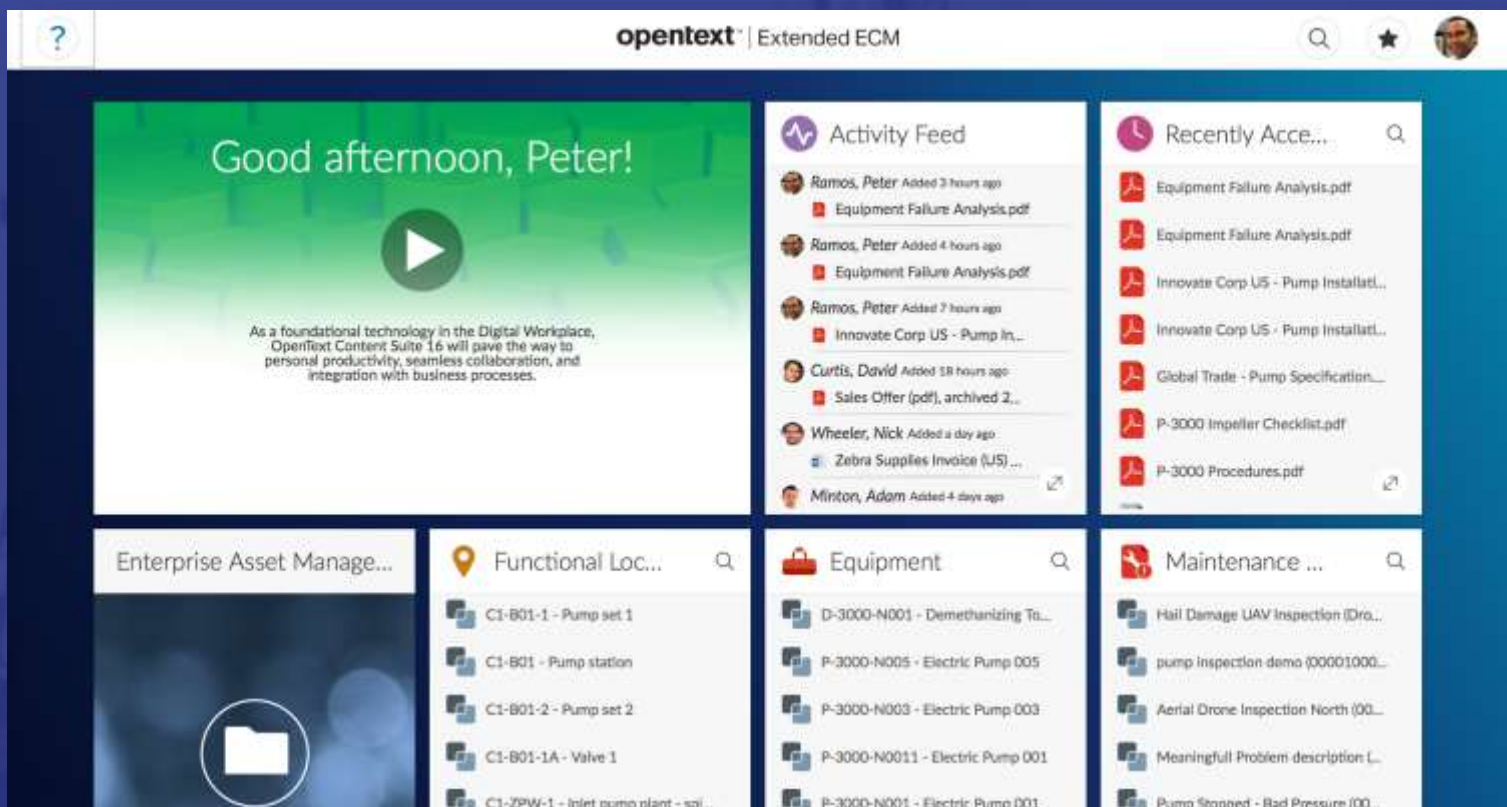 ?
opentext™ | Extended ECM
Good afternoon, Peter!
As a foundational technology in the Digital Workplace,
OpenText Content Suite 16 will pave the way to
personal productivity, seamless collaboration, and
integration with business processes.
Activity Feed
Ramos, Peter Added 3 hours ago
Equipment Failure Analysis.pdf
Ramos, Peter Added 4 hours ago
Equipment Failure Analysis.pdf
Ramos, Peter Added 7 hours ago
Innovate Corp US - Pump In...
Curtis, David Added 18 hours ago
Sales Offer (pdf), archived 2...
Wheeler, Nick Added a day ago
Zebra Supplies Invoice (US) ...
Minton, Adam Added 4 days ago
Recently Acce...
Equipment Failure Analysis.pdf
Equipment Failure Analysis.pdf
Innovate Corp US - Pump Installati...
Innovate Corp US - Pump Installati...
Global Trade - Pump Specification....
P-3000 Impeller Checklist.pdf
P-3000 Procedures.pdf
Enterprise Asset Manage...
Functional Loc...
C1-B01-1 - Pump set 1
C1-B01 - Pump station
C1-B01-2 - Pump set 2
C1-B01-1A - Valve 1
C1-ZPW-1 - Inlet pump plant - spi...
Equipment
D-3000-N001 - Demethanizing To...
P-3000-N005 - Electric Pump 005
P-3000-N003 - Electric Pump 003
P-3000-N0011 - Electric Pump 001
P-3000-N001 - Electric Pump 001
Maintenance ...
Hail Damage UAV Inspection (Dro...
pump inspection demo (00001000...
Aerial Drone Inspection North (00...
Meaningfull Problem description (...
Pump Stopped - Bad Pressure (00...